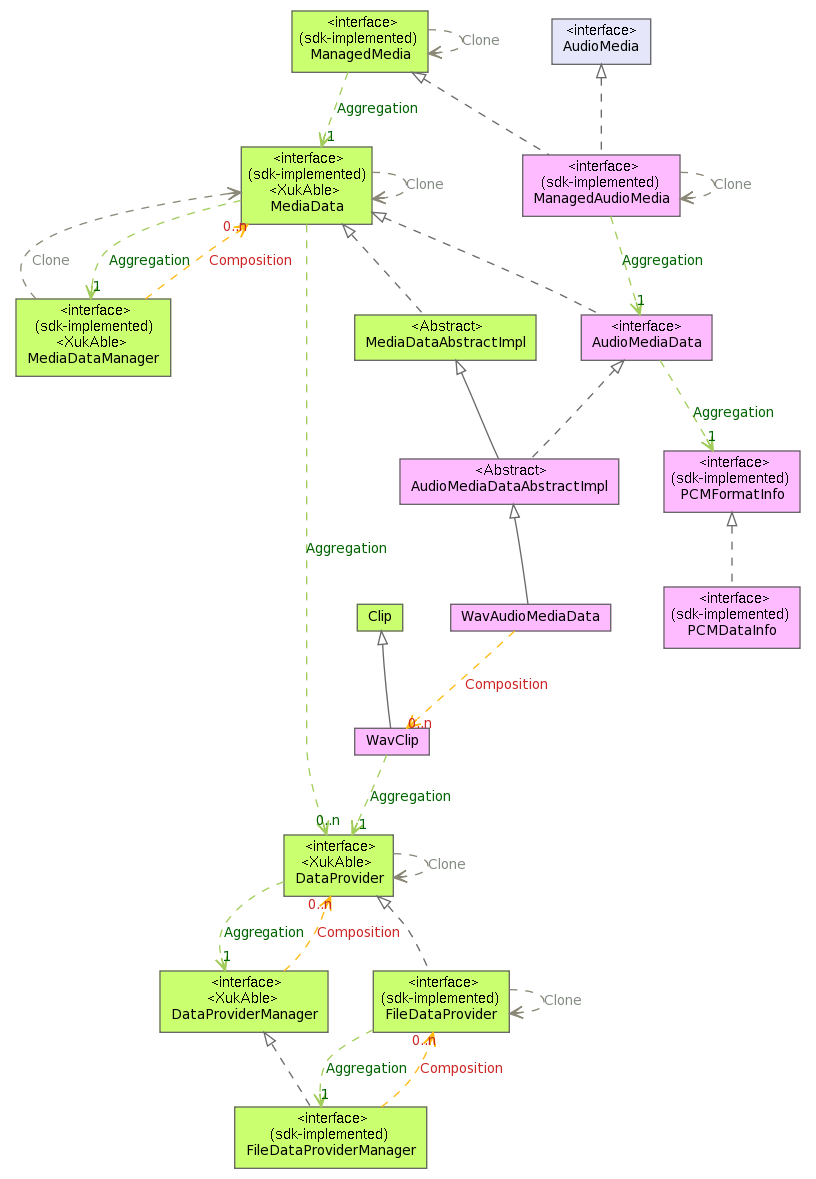 <interface>
(sdk-implemented)
ManagedMedia
Clone
<interface>
AudioMedia
Aggregation
1
<interface>
(sdk-implemented)
<XukAble>
MediaData
Clone
<interface>
(sdk-implemented)
ManagedAudioMedia
Clone
0..n
Clone
Aggregation
Composition
Aggregation
1
1
<interface>
(sdk-implemented)
<XukAble>
MediaDataManager
<Abstract>
MediaDataAbstractImpl
<interface>
AudioMediaData
Aggregation
1
<Abstract>
AudioMediaDataAbstractImpl
<interface>
(sdk-implemented)
PCMFormatInfo
Aggregation
Clip
WavAudioMediaData
<interface>
(sdk-implemented)
PCMDataInfo
Composition
0..n
WavClip
Aggregation
0..n
1
<interface>
<XukAble>
DataProvider
Clone
0..n
Aggregation
Composition
1
<interface>
<XukAble>
DataProviderManager
<interface>
(sdk-implemented)
FileDataProvider
Clone
0..n
Aggregation
Composition
1
<interface>
(sdk-implemented)
FileDataProviderManager